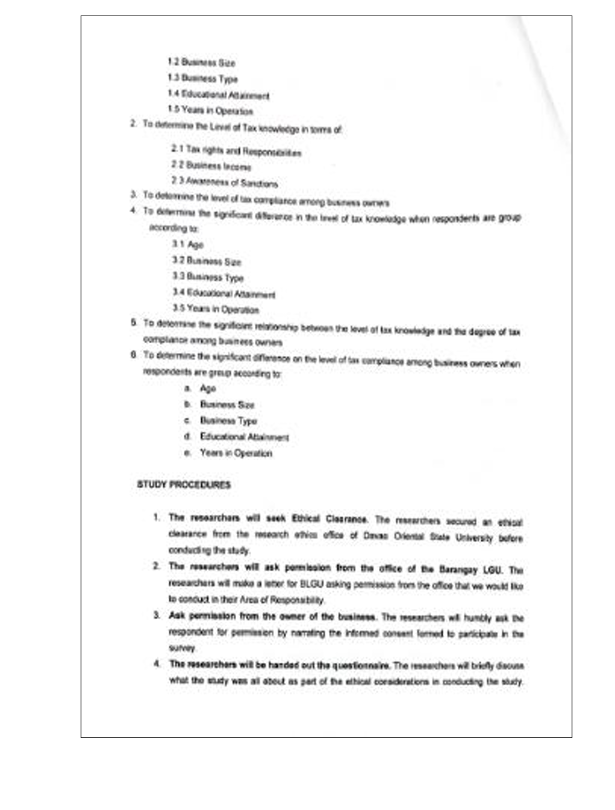 1.2 Business Size
1.3 Business Type
1.4 Educational Attainment
1.5 Years in Operation
2. To determine the Level of Tax knowledge in terms of:
2.1 Tax rights and Responsibilities
2.2 Business Income
2.3 Awareness of Sanctions
3. To determine the level of tax compliance among business owners
4. To determine the significant difference in the level of tax knowledge when respondents are group
according to:
3.1 Age
3.2 Business Size
3.3 Business Type
3.4 Educational Attainment
3.5 Years in Operation
5. To determine the significant relationship between the level of tax knowledge and the degree of tax
compliance among business owners
6. To determine the significant difference on the level of tax compliance among business owners when
respondents are group according to:
a. Age
b. Business Size
c. Business Type
d. Educational Attainment
e. Years in Operation
STUDY PROCEDURES
1. The researchers will seek Ethical Clearance. The researchers secured an ethical
clearance from the research ethics office of Davao Oriental State University before
conducting the study.
2. The researchers will ask permission from the office of the Barangay LGU. The
researchers will make a letter for BLGU asking permission from the office that we would like
to conduct in their Area of Responsibility.
3. Ask permission from the owner of the business. The researchers will humbly ask the
respondent for permission by narrating the informed consent formed to participate in the
survey.
4. The researchers will be handed out the questionnaire. The researchers will briefly discuss
what the study was all about as part of the ethical considerations in conducting the study.